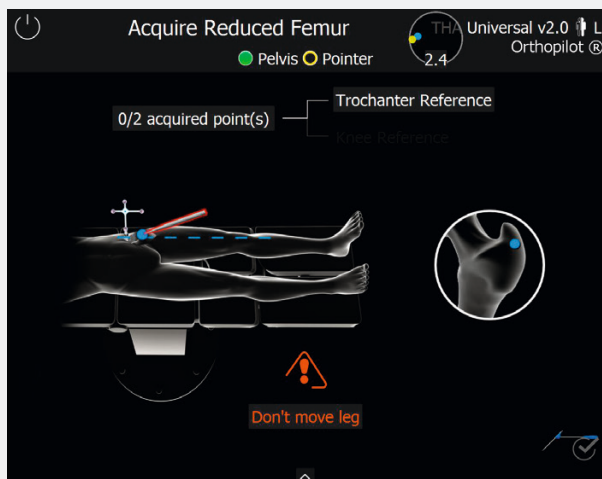 Acquire Reduced Femur
THA Universal v2.0 L
Orthopilot ®
Pelvis Pointer
2.4
0/2 acquired point(s)
Trochanter Reference
Knee Reference
Don't move leg